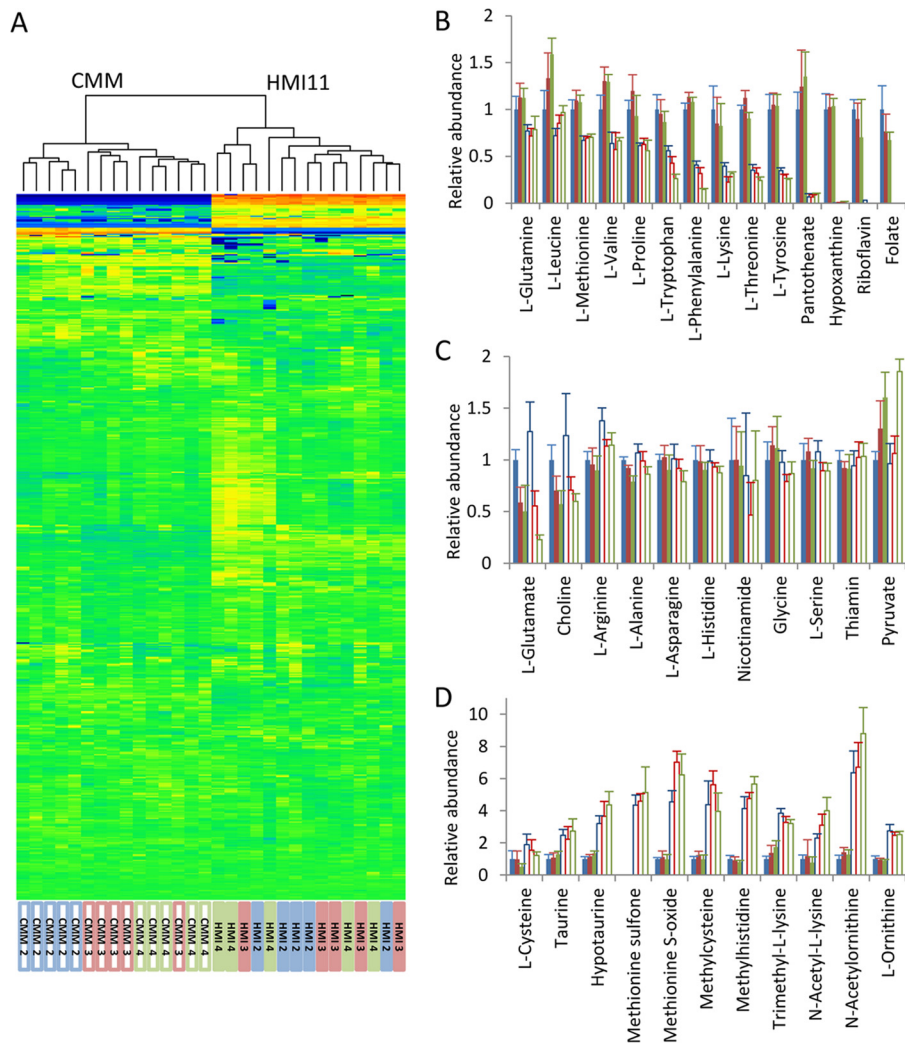 A
CMM
HMI11
CMM 2
CMM 2
CMM 2
CMM 2
CMM 2
CMM 3
CMM 3
CMM 3
CMM 3
CMM 4
CMM 4
CMM 4
CMM 3
CMM 4
CMM 4
HMI 4
HMI 4
HMI 3
HMI 2
HMI 4
HMI 2
HMI 2
HMI 2
HMI 3
HMI 3
HMI 4
HMI 3
HMI 4
HMI 2
HMI 3
B
Relative abundance
2
1.5
1
0.5
0
L-Glutamine
L-Leucine
L-Methionine
L-Valine
L-Proline
L-Tryptophan
L-Phenylalanine
L-Lysine
L-Threonine
L-Tyrosine
Pantothenate
Hypoxanthine
Riboflavin
Folate
C
Relative abundance
2
1.5
1
0.5
0
L-Glutamate
Choline
L-Arginine
L-Alanine
L-Asparagine
L-Histidine
Nicotinamide
Glycine
L-Serine
Thiamin
Pyruvate
D
Relative abundance
10
8
6
4
2
0
L-Cysteine
Taurine
Hypotaurine
Methionine sulfone
Methionine S-oxide
Methylcysteine
Methylhistidine
Trimethyl-L-lysine
N-Acetyl-L-lysine
N-Acetylornithine
L-Ornithine